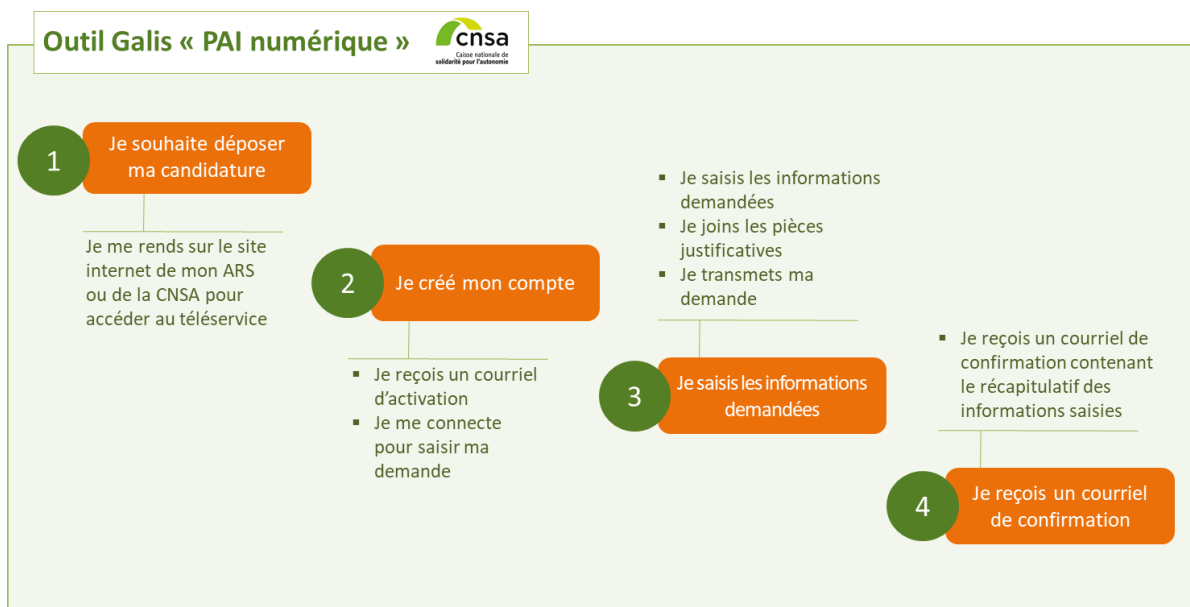 Outil Galis « PAI numérique »
cnsa
Caisse nationale de
solidarité pour l'autonomie
1
Je souhaite déposer
ma candidature
Je me rends sur le site
internet de mon ARS
ou de la CNSA pour
accéder au téléservice
2
Je créé mon compte
▪ Je reçois un courriel
d'activation
▪ Je me connecte
pour saisir ma
demande
▪ Je saisis les informations
demandées
▪ Je joins les pièces
justificatives
▪ Je transmets ma
demande
3
Je saisis les informations
demandées
▪ Je reçois un courriel de
confirmation contenant
le récapitulatif des
informations saisies
4
Je reçois un courriel
de confirmation